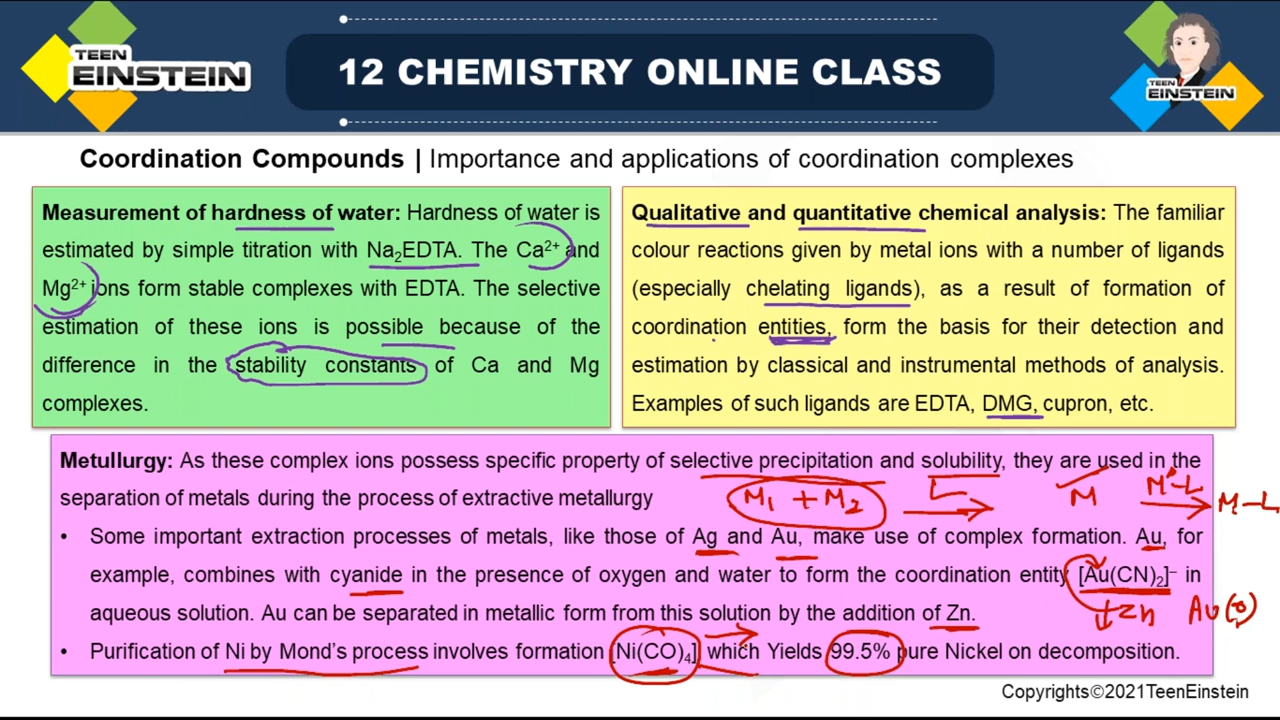 TEEN
EINSTEIN
12 CHEMISTRY ONLINE CLASS
TEEN
EINSTEIN
Coordination Compounds | Importance and applications of coordination complexes
Measurement of hardness of water: Hardness of water is
estimated by simple titration with Na₂EDTA. The Ca²⁺ and
Mg²⁺ ions form stable complexes with EDTA. The selective
estimation of these ions is possible because of the
difference in the stability constants of Ca and Mg
complexes.
Qualitative and quantitative chemical analysis: The familiar
colour reactions given by metal ions with a number of ligands
(especially chelating ligands), as a result of formation of
coordination entities, form the basis for their detection and
estimation by classical and instrumental methods of analysis.
Examples of such ligands are EDTA, DMG, cupron, etc.
Metullurgy: As these complex ions possess specific property of selective precipitation and solubility, they are used in the
separation of metals during the process of extractive metallurgy
M₁ + M₂ L M M-L M-L
• Some important extraction processes of metals, like those of Ag and Au, make use of complex formation. Au, for
example, combines with cyanide in the presence of oxygen and water to form the coordination entity [Au(CN)₂]⁻ in
aqueous solution. Au can be separated in metallic form from this solution by the addition of Zn.
Zn Au(0)
• Purification of Ni by Mond's process involves formation [Ni(CO)₄] which Yields 99.5% pure Nickel on decomposition.
Copyrights©2021TeenEinstein